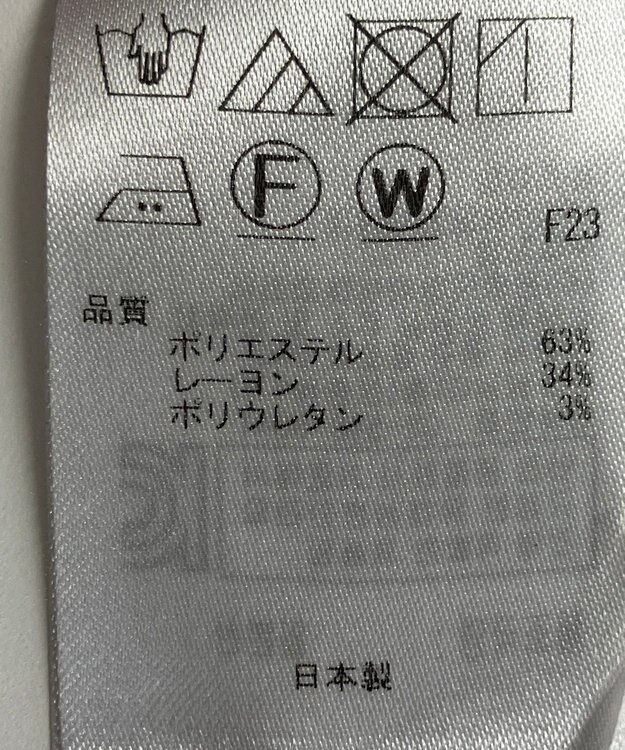 F W
F23
品質
ポリエステル 63%
レーヨン 34%
ポリウレタン 3%
日本製